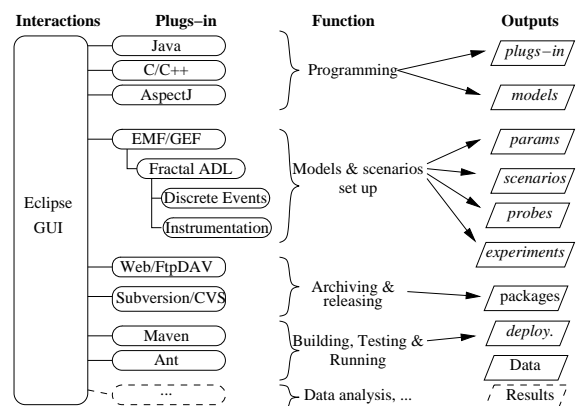 Interactions Plugs−in Function Outputs
Java
C/C++
AspectJ
Programming
plugs−in
models
EMF/GEF
Fractal ADL
Discrete Events
Instrumentation
Models & scenarios
set up
params
scenarios
probes
experiments
Eclipse
GUI
Web/FtpDAV
Subversion/CVS
Archiving &
releasing
packages
Maven
Ant
Building, Testing &
Running
deploy.
Data
...
Data analysis, ...
Results